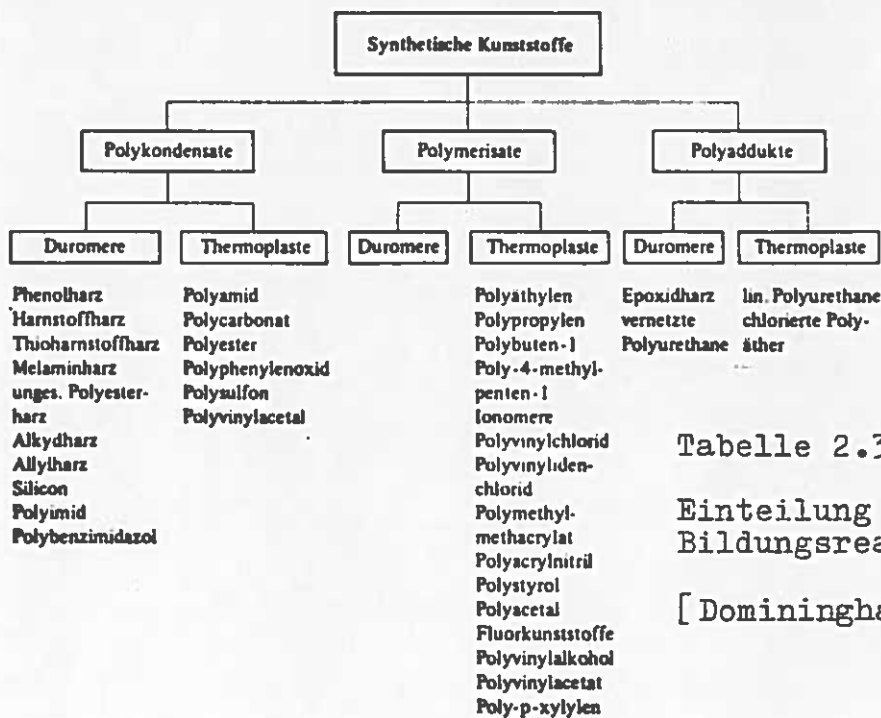 Synthetische Kunststoffe
Polykondensate
Polymerisate
Polyaddukte
Duromere
Thermoplaste
Duromere
Thermoplaste
Duromere
Thermoplaste
Phenolharz
Harnstoffharz
Thioharnstoffharz
Melaminharz
unges. Polyester-
harz
Alkydharz
Allylharz
Silicon
Polyimid
Polybenzimidazol
Polyamid
Polycarbonat
Polyester
Polyphenylenoxid
Polysulfon
Polyvinylacetal
Polyäthylen
Polypropylen
Polybuten-1
Poly-4-methyl-
penten-1
Ionomere
Polyvinylchlorid
Polyvinyliden-
chlorid
Polymethyl-
methacrylat
Polyacrylnitril
Polystyrol
Polyacetal
Fluorkunststoffe
Polyvinylalkohol
Polyvinylacetat
Poly-p-xylylen
Epoxidharz
vernetzte
Polyurethane
lin. Polyurethane
chlorierte Poly-
äther
Tabelle 2.3
Einteilung
Bildungsrea
[Dominingha